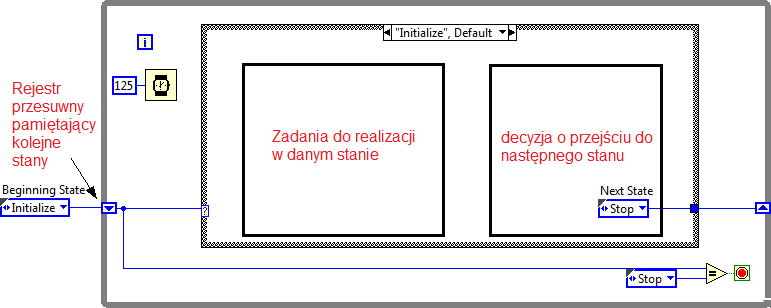 "Initialize", Default
i
125
Rejestr
przesuwny
pamiętający
kolejne
stany
Zadania do realizacji
w danym stanie
decyzja o przejściu do
następnego stanu
Beginning State
Initialize
?
Next State
Stop
Stop
=